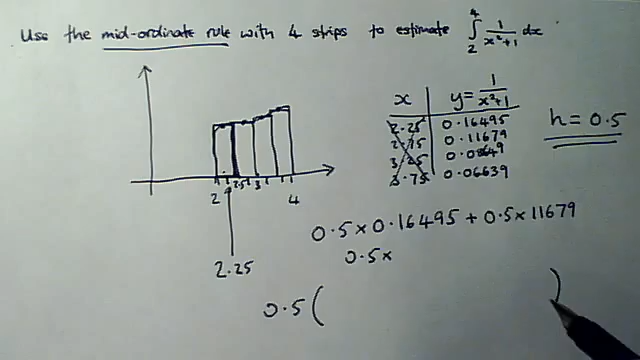 Use the mid-ordinate rule with 4 strips to estimate ∫₂⁴ 1/(x²+1) dx
x | y = 1/(x²+1)
2.25 | 0.16495
2.75 | 0.11679
3.25 | 0.08649
3.75 | 0.06639
h = 0.5
2 2.5 3 4
2.25
0.5 × 0.16495 + 0.5 × 11679
0.5 ×
0.5 ( )